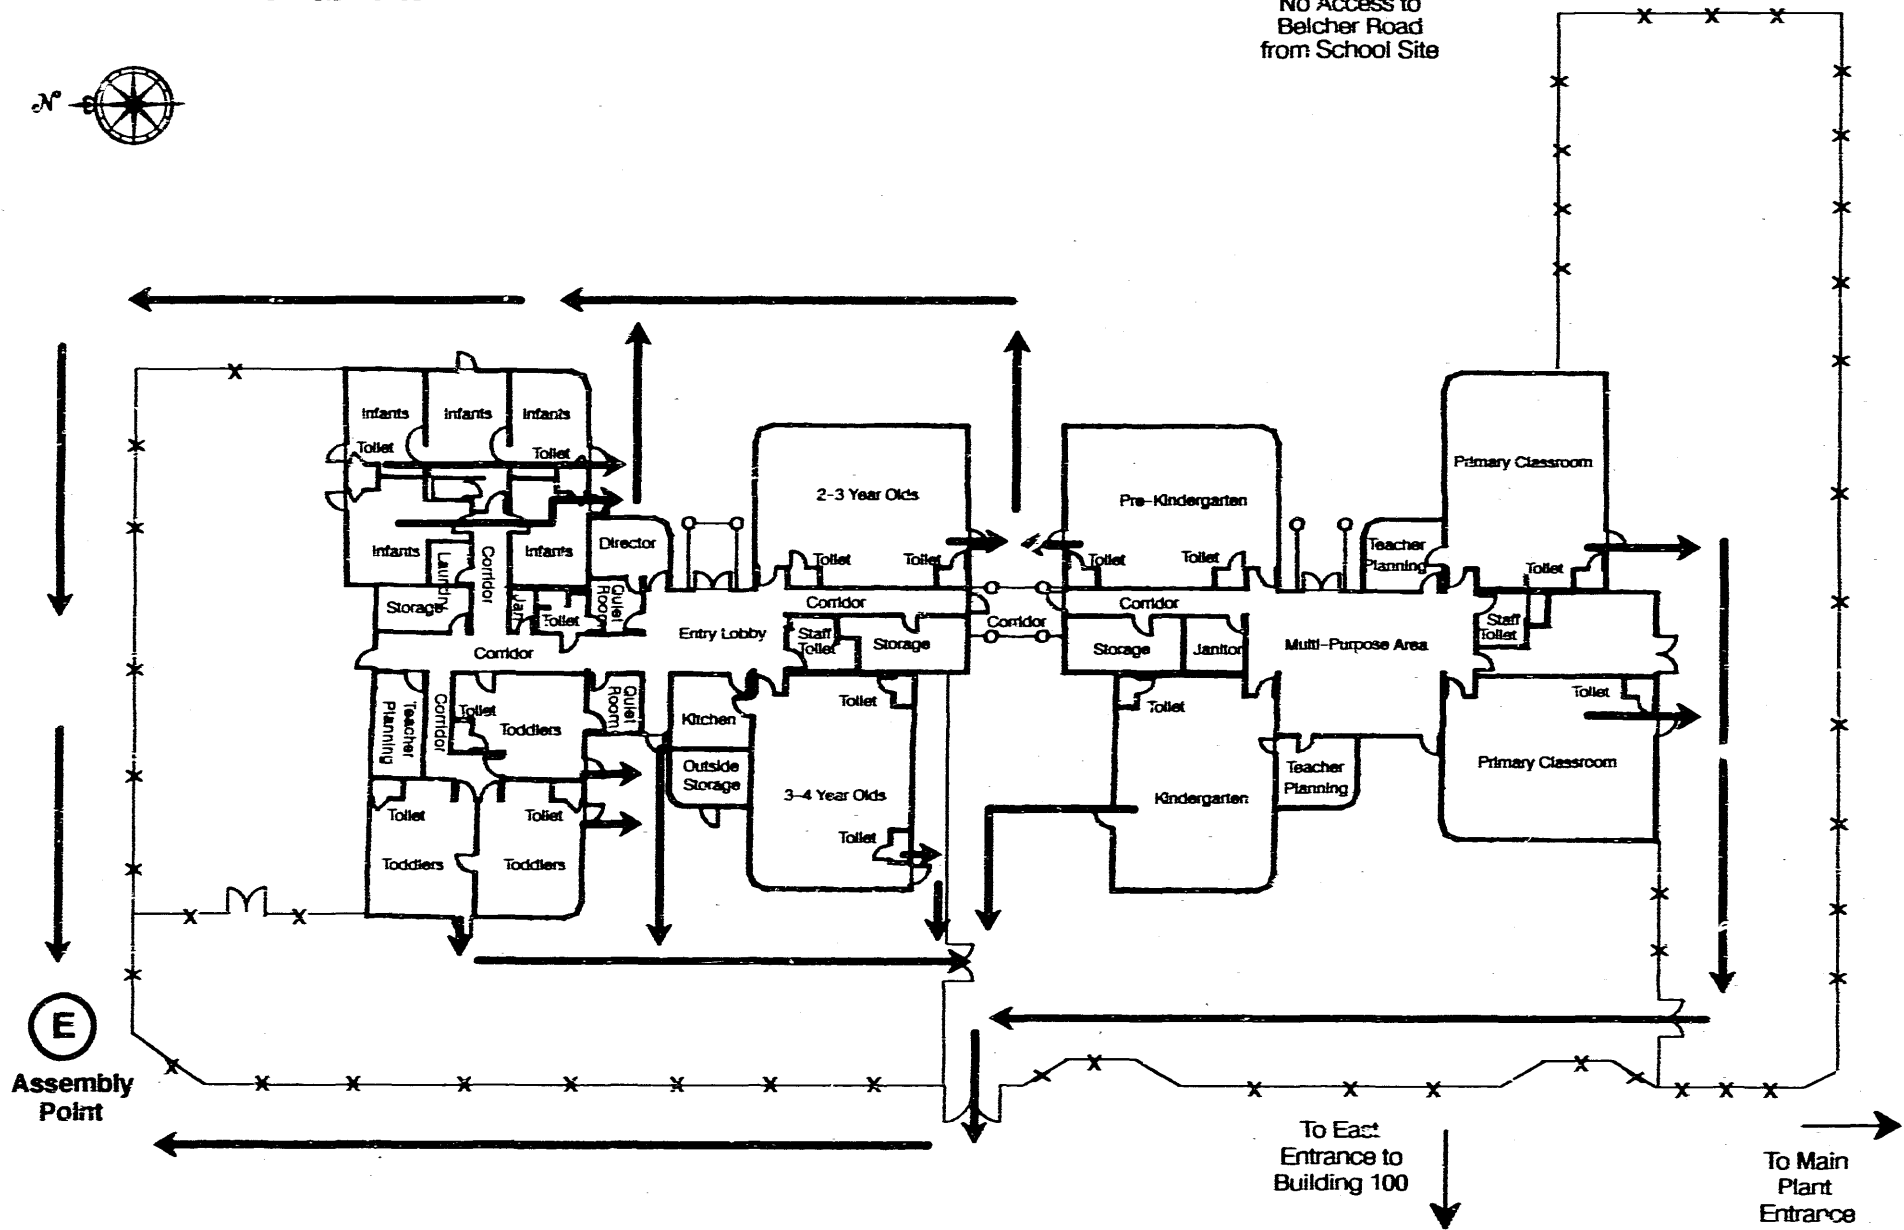 No Access to
Belcher Road
from School Site
N
Infants
Infants
Infants
Toilet
Toilet
Primary Classroom
2-3 Year Olds
Pre-Kindergarten
Infants
Laundry
Corridor
Infants
Director
Toilet
Toilet
Toilet
Toilet
Teacher
Planning
Toilet
Storage
Jan.
Toilet
Quiet
Room
Corridor
Corridor
Entry Lobby
Staff
Toilet
Storage
Corridor
Storage
Janitor
Multi-Purpose Area
Staff
Toilet
Corridor
Teacher
Planning
Corridor
Toilet
Toddlers
Quiet
Room
Kitchen
Toilet
Toilet
Toilet
Outside
Storage
3-4 Year Olds
Kindergarten
Teacher
Planning
Primary Classroom
Toilet
Toilet
Toilet
Toddlers
Toddlers
E
Assembly
Point
To East
Entrance to
Building 100
To Main
Plant
Entrance